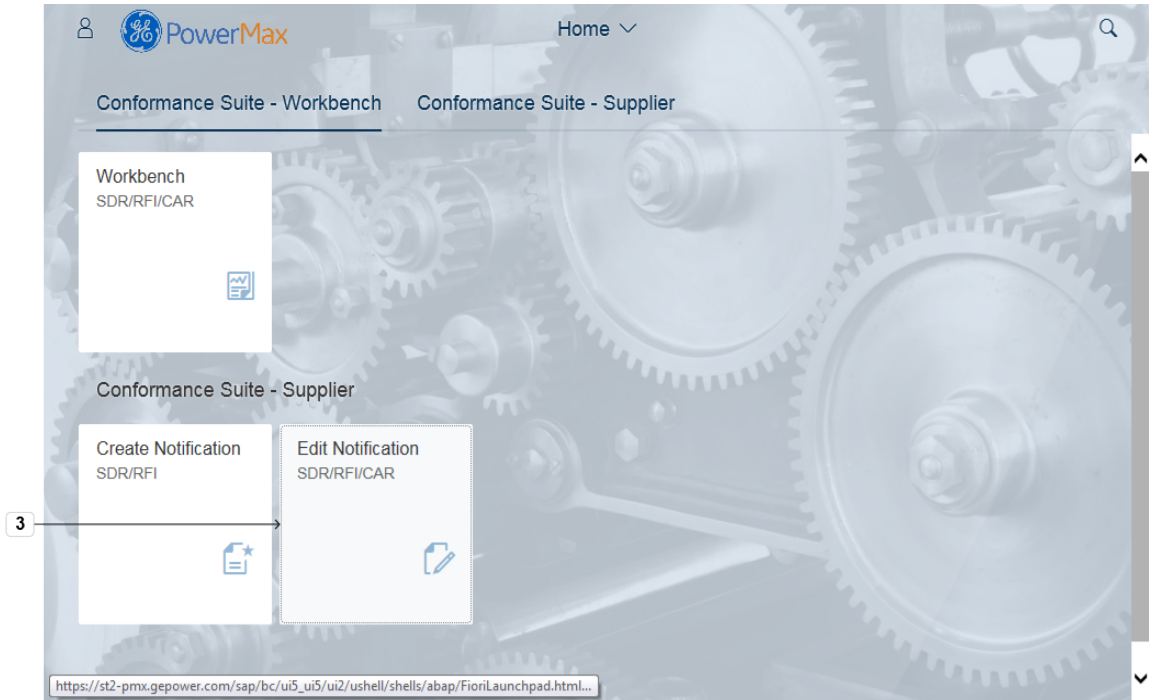 PowerMax
Home
Conformance Suite - Workbench
Conformance Suite - Supplier
Workbench
SDR/RFI/CAR
Conformance Suite - Supplier
Create Notification
SDR/RFI
Edit Notification
SDR/RFI/CAR
3
https://st2-pmx.gepower.com/sap/bc/ui5_ui5/ui2/ushell/shells/abap/FioriLaunchpad.html...